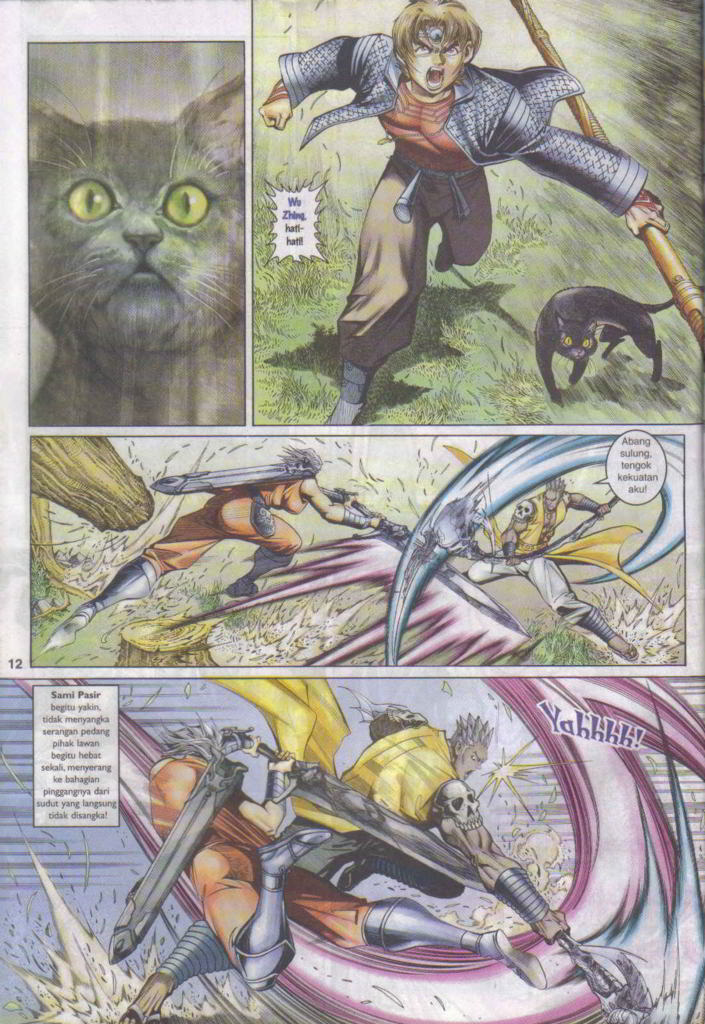 Wu
Zhing,
hati-
hati!
Abang
sulung,
tengok
kekuatan
aku!
12
Sami Pasir
begitu yakin,
tidak menyangka
serangan pedang
pihak lawan
begitu hebat
sekali, menyerang
ke bahagian
pinggangnya dari
sudut yang langsung
tidak disangka!
Yahhhh!